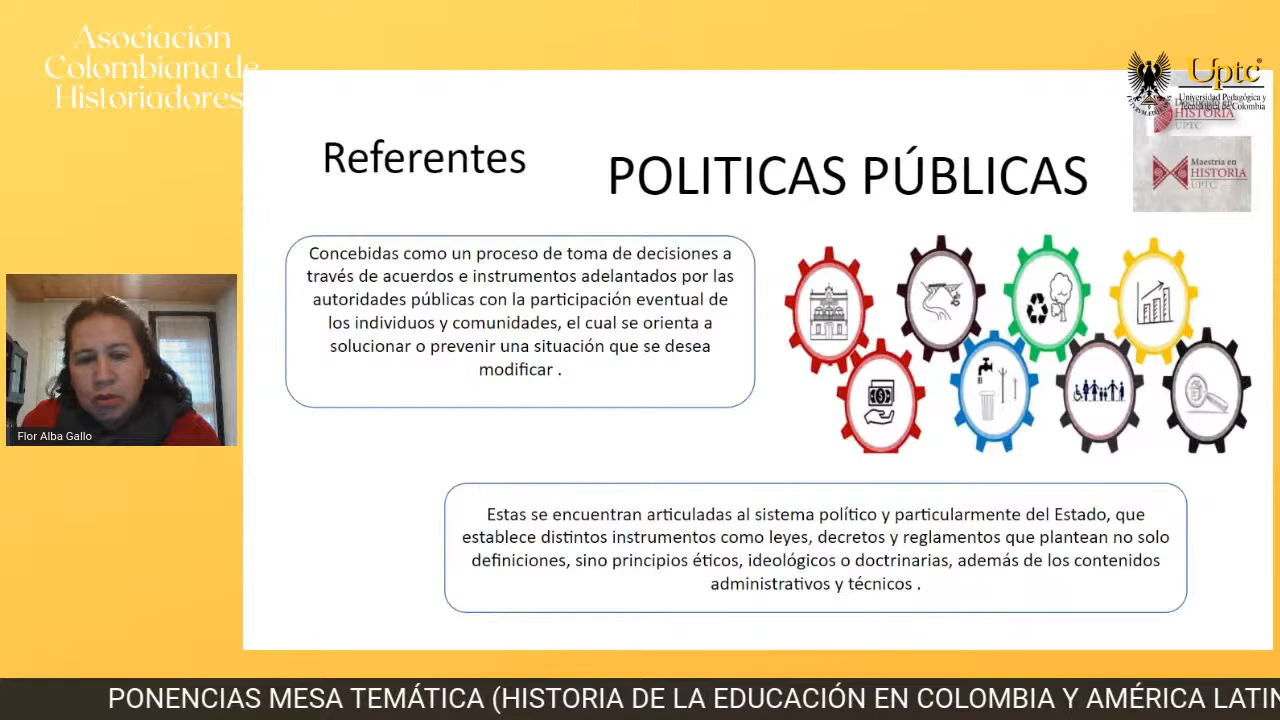 Asociación
Colombiana de
Historiadores
Uptc
Universidad Pedagógica y
Tecnológica de Colombia
Doctorado en
HISTORIA
UPTC
Maestría en
HISTORIA
UPTC
Referentes
POLITICAS PÚBLICAS
Concebidas como un proceso de toma de decisiones a
través de acuerdos e instrumentos adelantados por las
autoridades públicas con la participación eventual de
los individuos y comunidades, el cual se orienta a
solucionar o prevenir una situación que se desea
modificar .
Flor Alba Gallo
Estas se encuentran articuladas al sistema político y particularmente del Estado, que
establece distintos instrumentos como leyes, decretos y reglamentos que plantean no solo
definiciones, sino principios éticos, ideológicos o doctrinarias, además de los contenidos
administrativos y técnicos .
PONENCIAS MESA TEMÁTICA (HISTORIA DE LA EDUCACIÓN EN COLOMBIA Y AMÉRICA LATIN